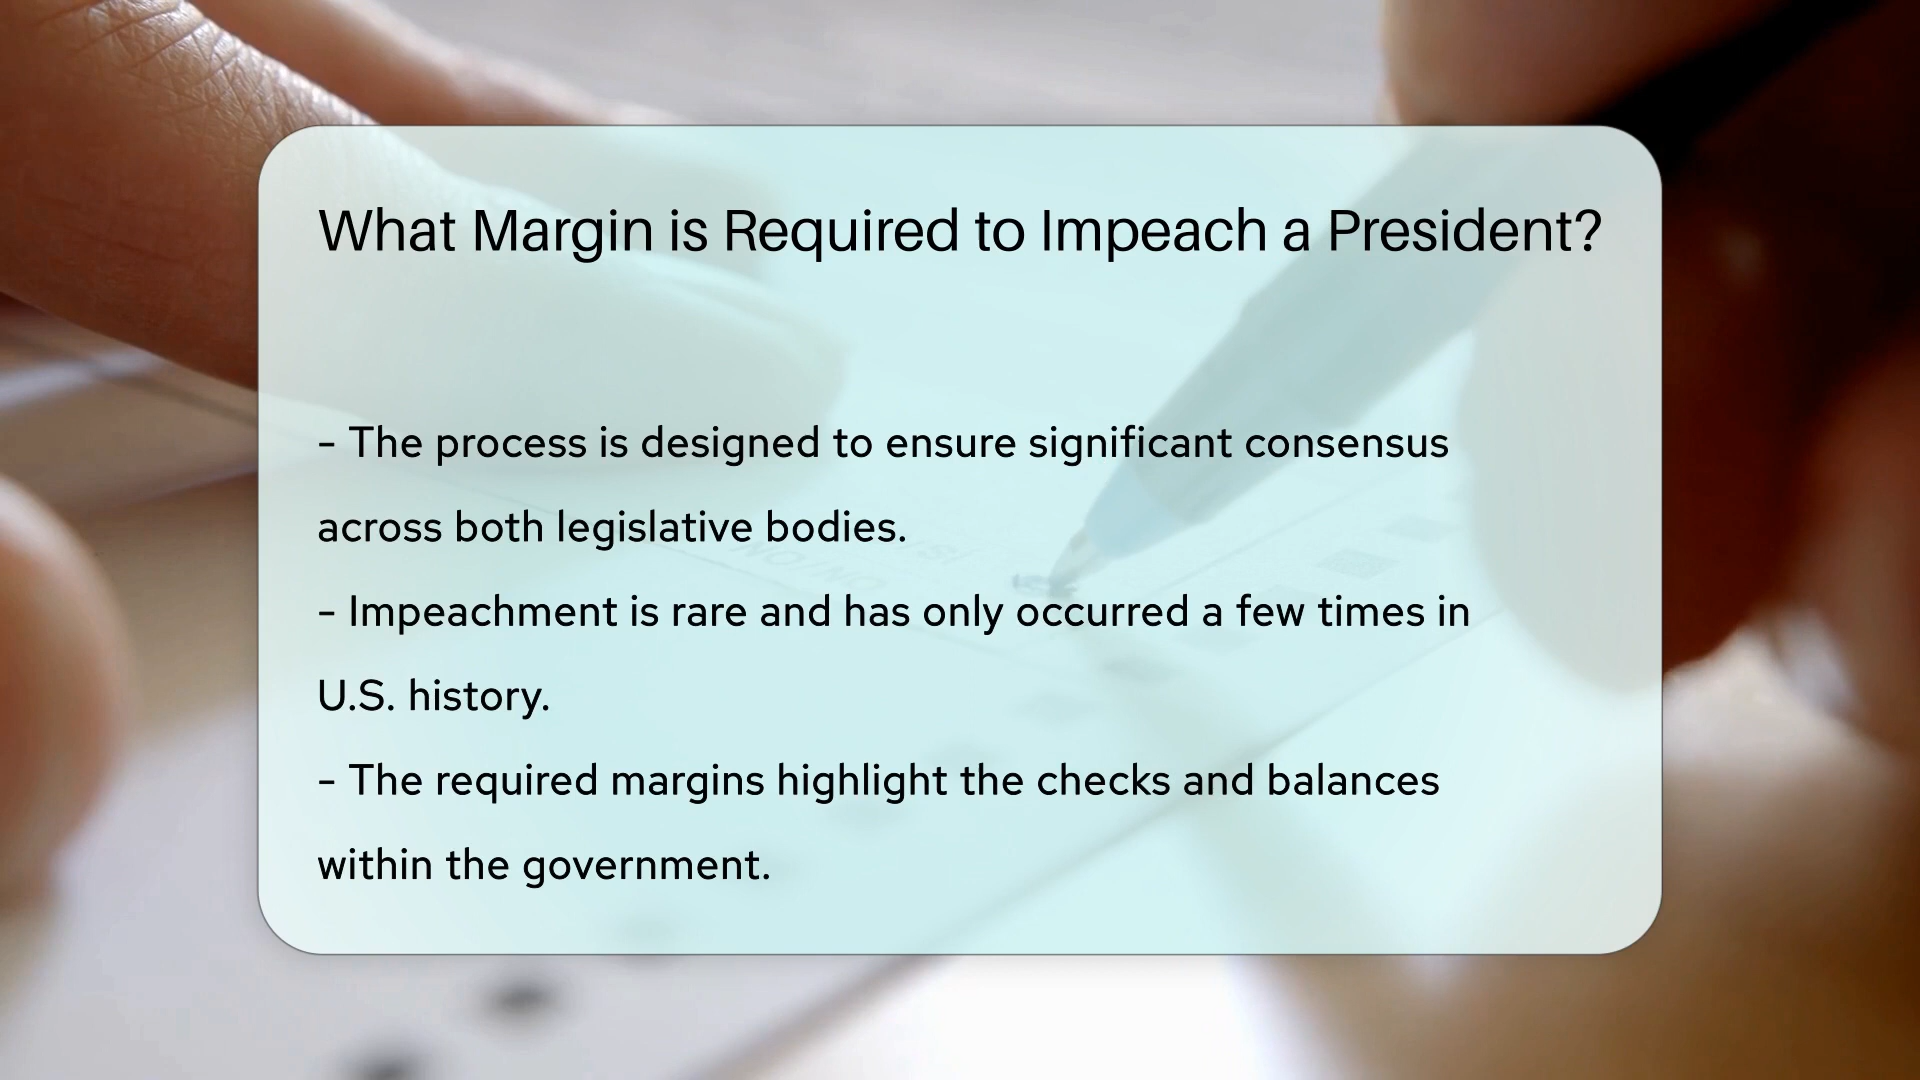 What Margin is Required to Impeach a President?
- The process is designed to ensure significant consensus
across both legislative bodies.
- Impeachment is rare and has only occurred a few times in
U.S. history.
- The required margins highlight the checks and balances
within the government.